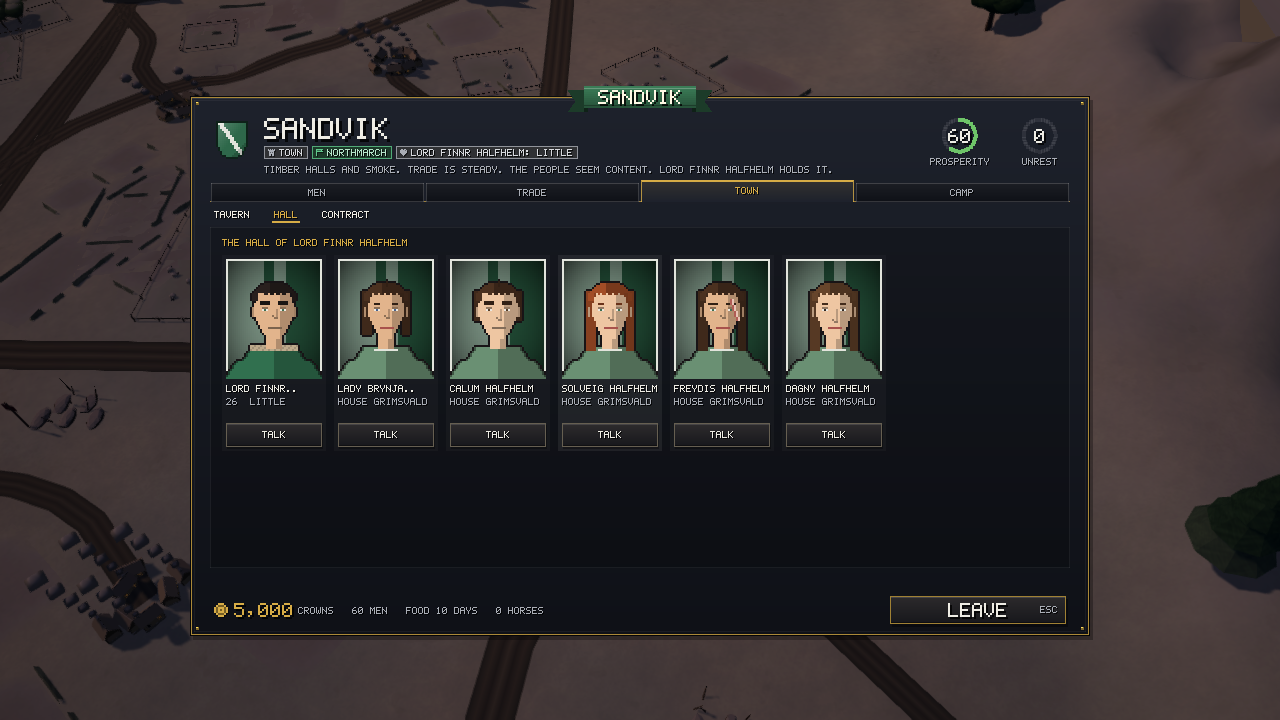 SANDVIK
SANDVIK
TOWN NORTHMARCH LORD FINNR HALFHELM: LITTLE
TIMBER HALLS AND SMOKE. TRADE IS STEADY. THE PEOPLE SEEM CONTENT. LORD FINNR HALFHELM HOLDS IT.
60 0
PROSPERITY UNREST
MEN TRADE TOWN CAMP
TAVERN HALL CONTRACT
THE HALL OF LORD FINNR HALFHELM
LORD FINNR.. LADY BRYNJA.. CALUM HALFHELM SOLVEIG HALFHELM FREYDIS HALFHELM DAGNY HALFHELM
26 LITTLE HOUSE GRIMSVALD HOUSE GRIMSVALD HOUSE GRIMSVALD HOUSE GRIMSVALD HOUSE GRIMSVALD
TALK TALK TALK TALK TALK TALK
5,000 CROWNS 60 MEN FOOD 10 DAYS 0 HORSES
LEAVE ESC